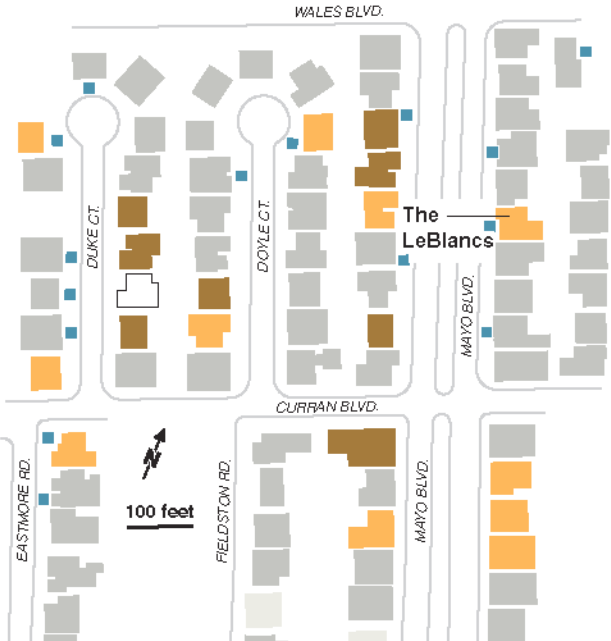 WALES BLVD.
DUKE CT.
DOYLE CT.
The
LeBlancs
MAYO BLVD.
CURRAN BLVD.
EASTMORE RD.
100 feet
FIELDSTON RD.
MAYO BLVD.